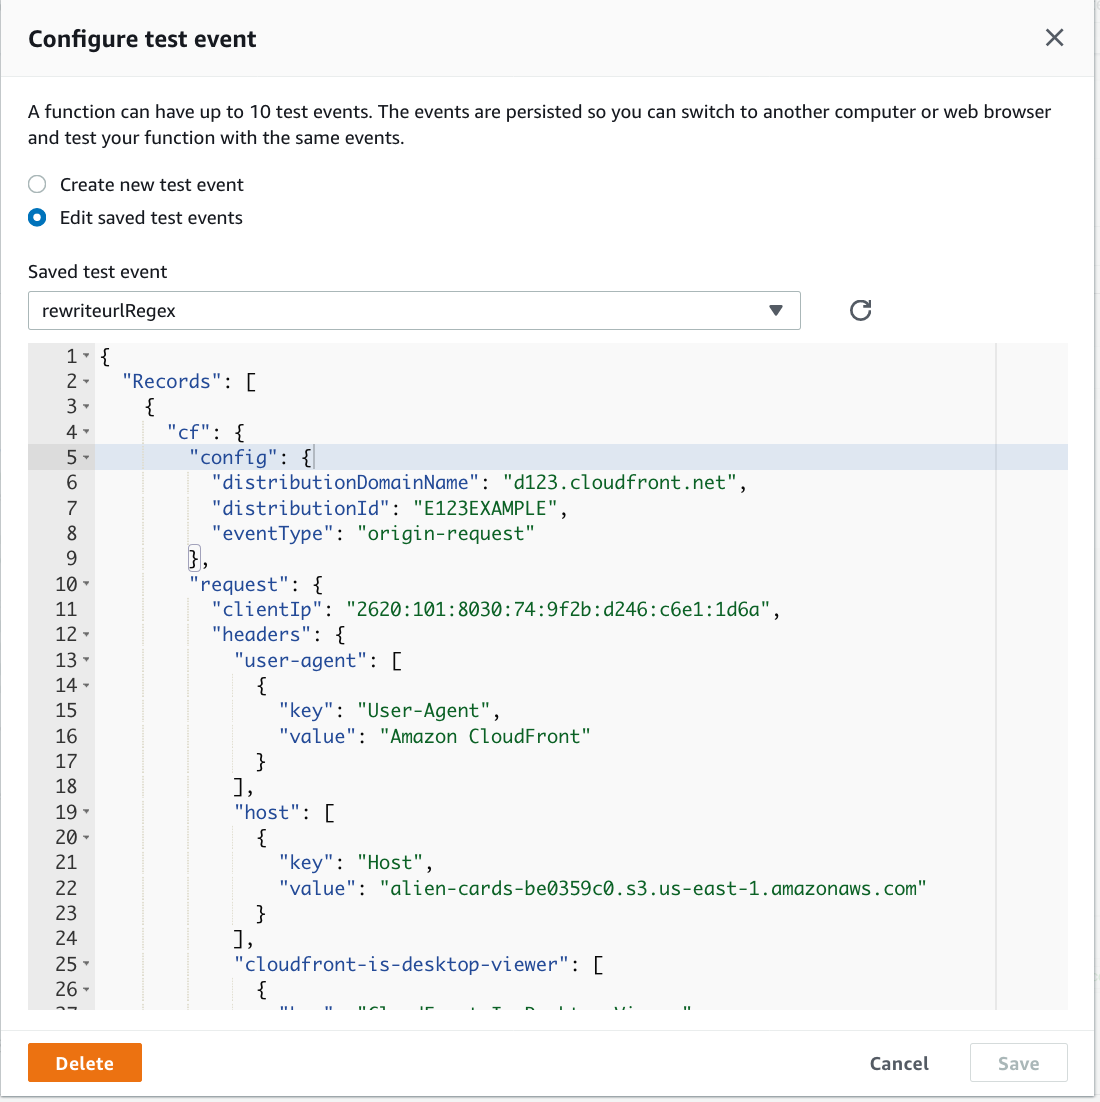 Configure test event
A function can have up to 10 test events. The events are persisted so you can switch to another computer or web browser
and test your function with the same events.
Create new test event
Edit saved test events
Saved test event
rewriteurlRegex
1 {
2 "Records": [
3 {
4 "cf": {
5 "config": {
6 "distributionDomainName": "d123.cloudfront.net",
7 "distributionId": "E123EXAMPLE",
8 "eventType": "origin-request"
9 },
10 "request": {
11 "clientIp": "2620:101:8030:74:9f2b:d246:c6e1:1d6a",
12 "headers": {
13 "user-agent": [
14 {
15 "key": "User-Agent",
16 "value": "Amazon CloudFront"
17 }
18 ],
19 "host": [
20 {
21 "key": "Host",
22 "value": "alien-cards-be0359c0.s3.us-east-1.amazonaws.com"
23 }
24 ],
25 "cloudfront-is-desktop-viewer": [
26 {
Delete
Cancel
Save